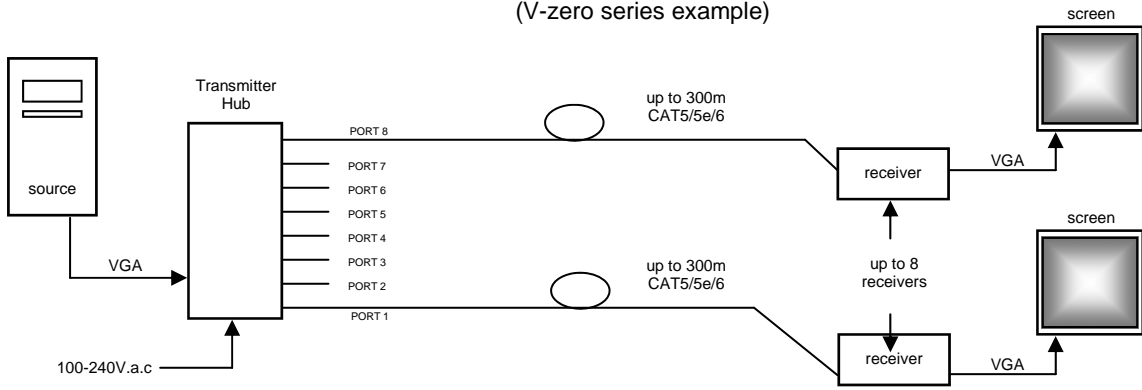 (V-zero series example)
screen
Transmitter
Hub
up to 300m
CAT5/5e/6
PORT 8
PORT 7
VGA
receiver
source
PORT 6
PORT 5
screen
PORT 4
VGA
PORT 3
up to 300m
CAT5/5e/6
up to 8
receivers
PORT 2
PORT 1
receiver
VGA
100-240V.a.c